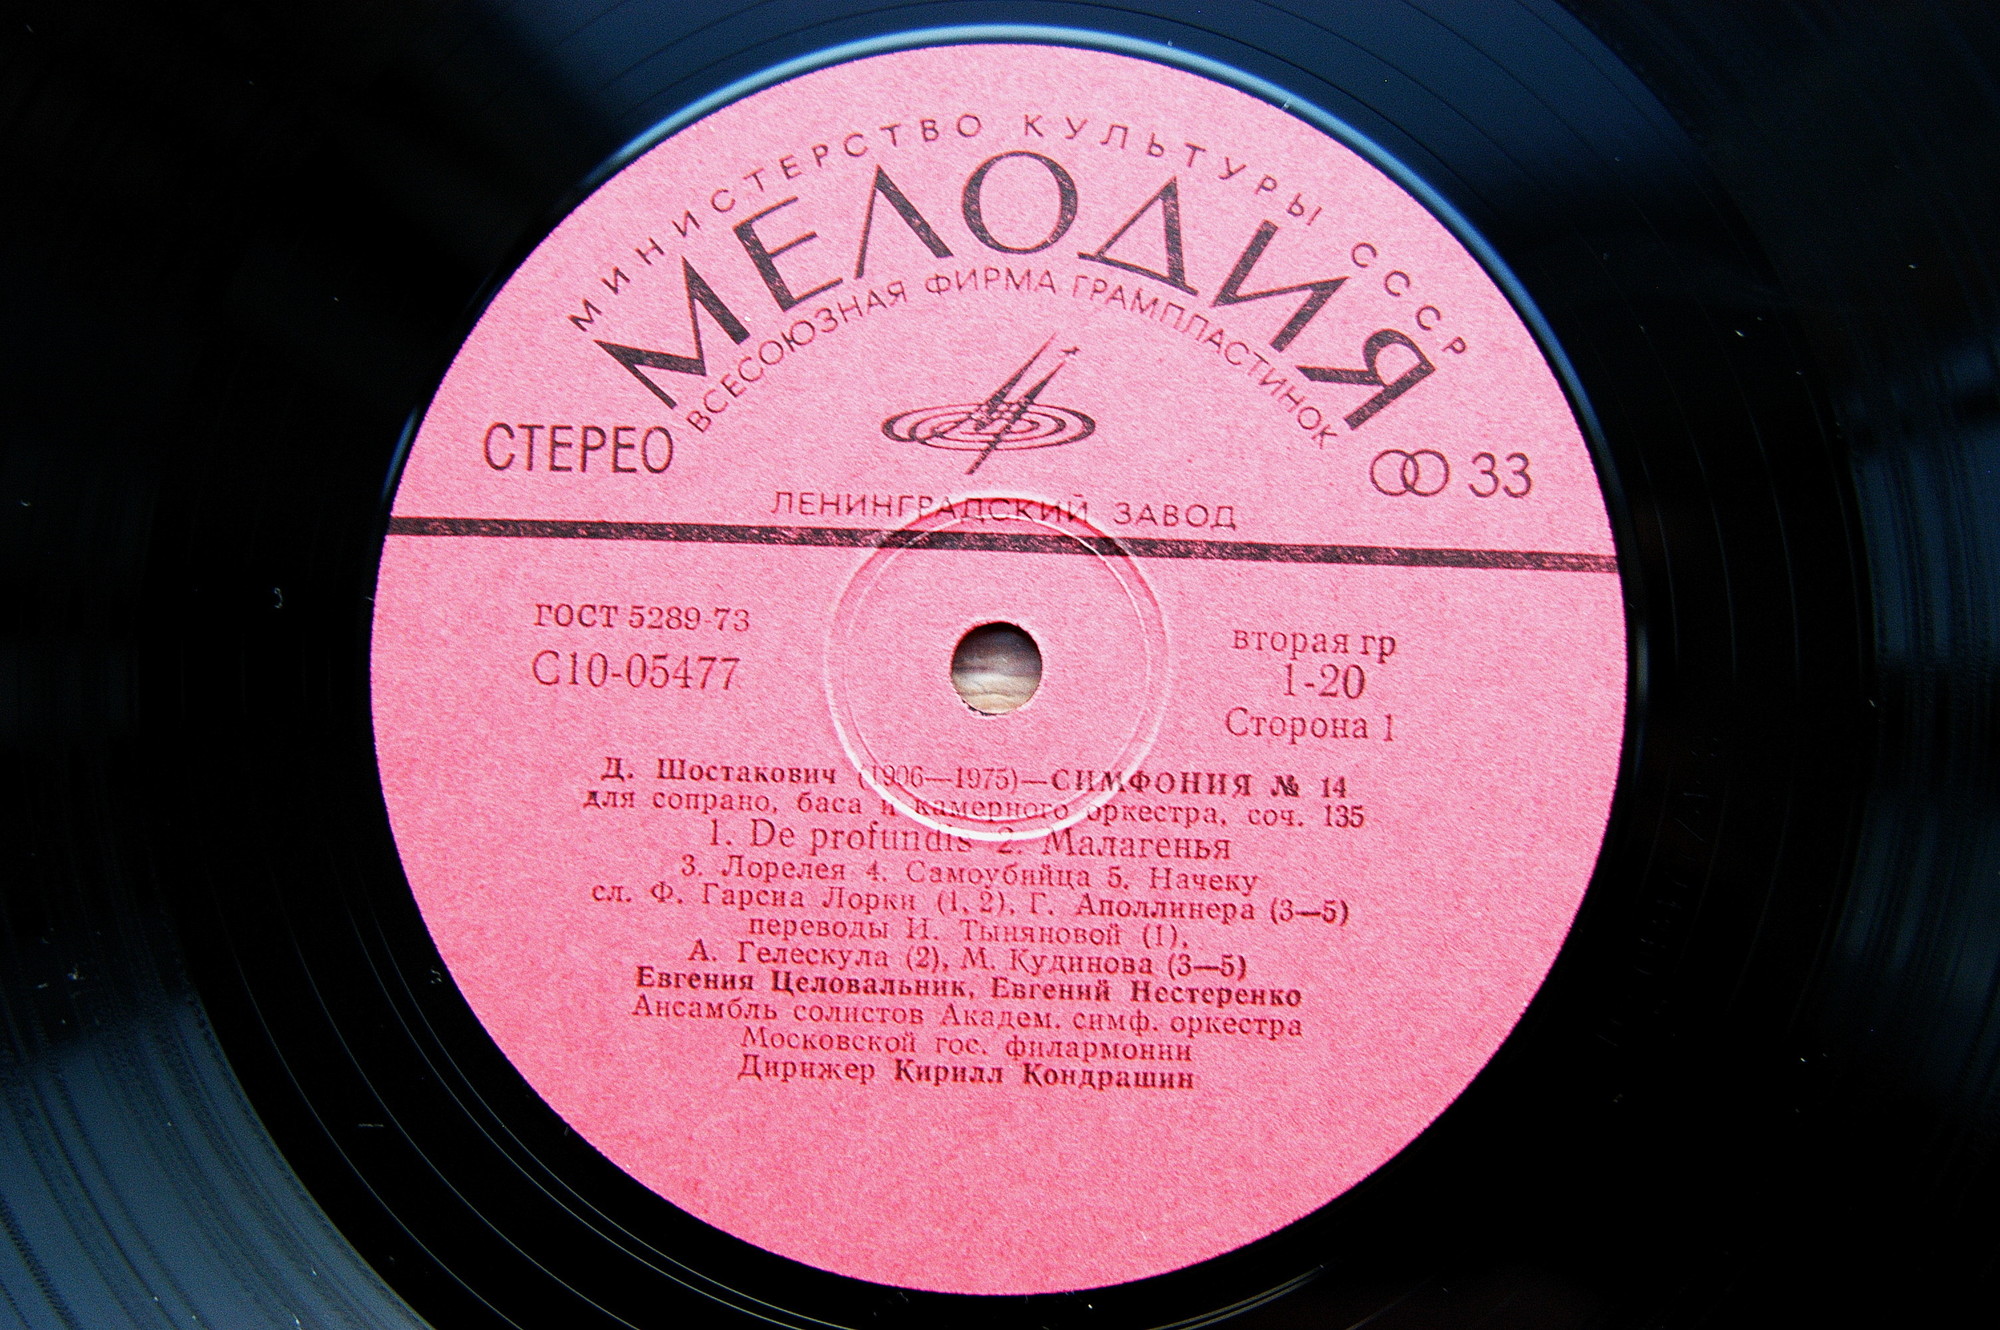 МИНИСТЕРСТВО КУЛЬТУРЫ СССР
МЕЛОДИЯ
ВСЕСОЮЗНАЯ ФИРМА ГРАМПЛАСТИНОК
СТЕРЕО
33
ЛЕНИНГРАДСКИЙ ЗАВОД
ГОСТ 5289-73
С10-05477
вторая гр
1-20
Сторона 1
Д. Шостакович (1906—1975)—СИМФОНИЯ № 14
для сопрано, баса и камерного оркестра, соч. 135
1. De profundis 2. Малагенья
3. Лорелея 4. Самоубийца 5. Начеку
сл. Ф. Гарсиа Лорки (1, 2), Г. Аполлинера (3—5)
переводы И. Тыняновой (1),
А. Гелескула (2), М. Кудинова (3—5)
Евгения Целовальник, Евгений Нестеренко
Ансамбль солистов Академ. симф. оркестра
Московской гос. филармонии
Дирижер Кирилл Кондрашин